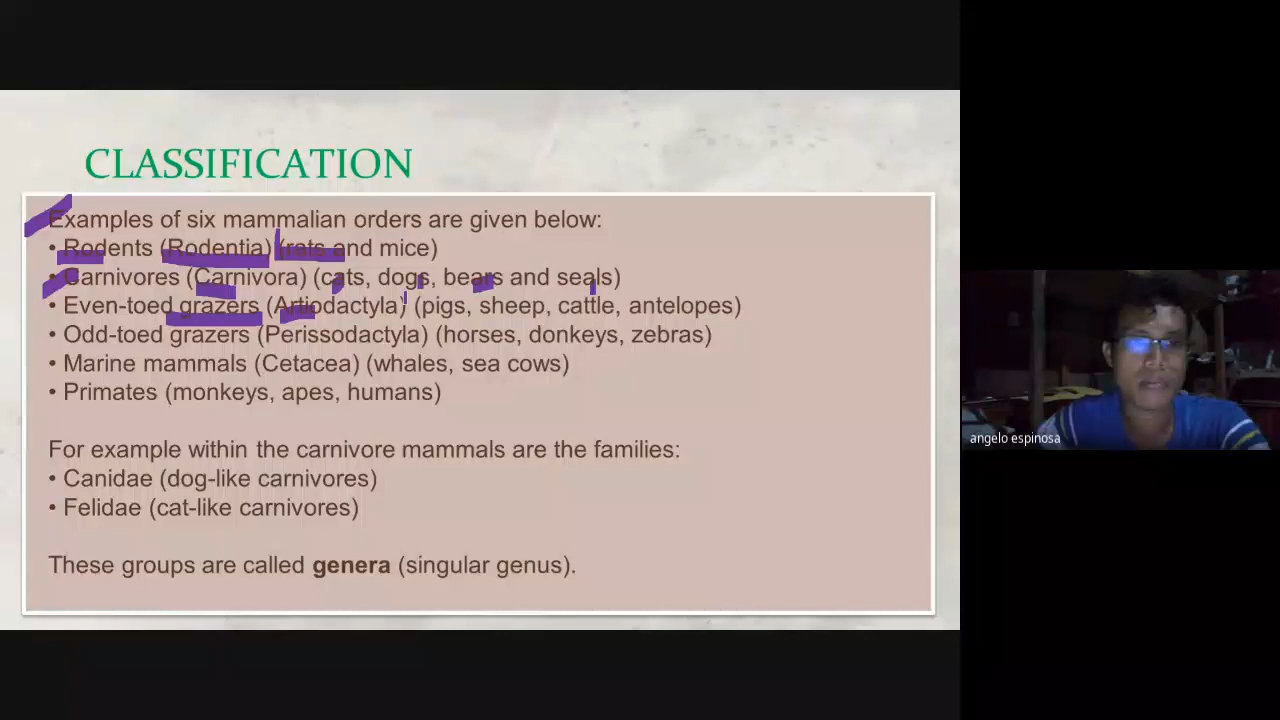 CLASSIFICATION
Examples of six mammalian orders are given below:
• Rodents (Rodentia) (rats and mice)
• Carnivores (Carnivora) (cats, dogs, bears and seals)
• Even-toed grazers (Artiodactyla) (pigs, sheep, cattle, antelopes)
• Odd-toed grazers (Perissodactyla) (horses, donkeys, zebras)
• Marine mammals (Cetacea) (whales, sea cows)
• Primates (monkeys, apes, humans)
For example within the carnivore mammals are the families:
• Canidae (dog-like carnivores)
• Felidae (cat-like carnivores)
These groups are called genera (singular genus).
angelo espinosa